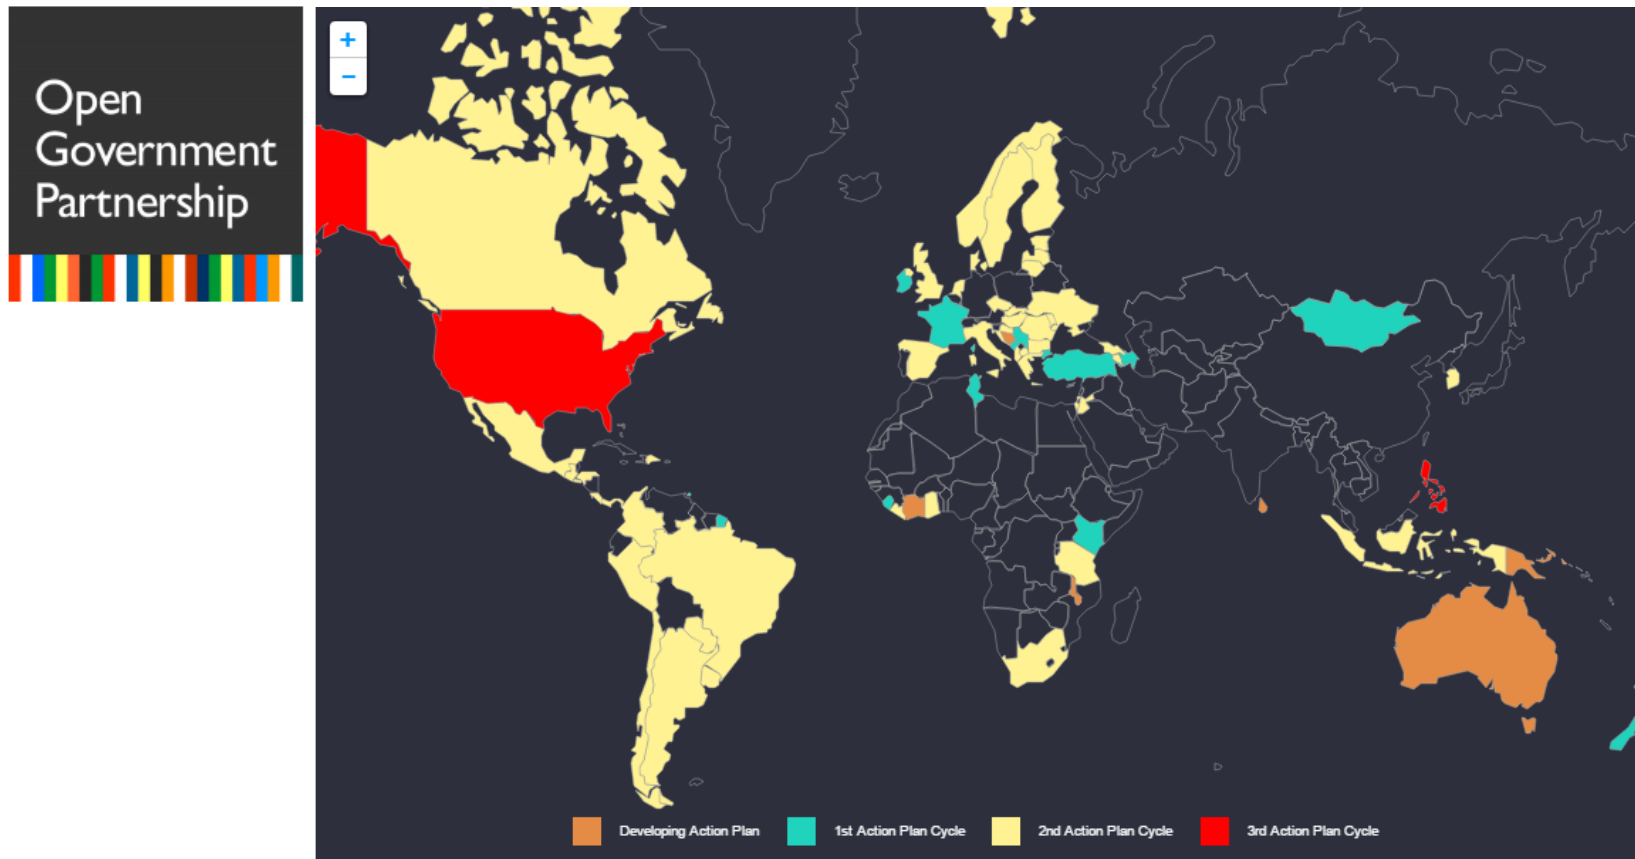 Open
Government
Partnership
+
−
Developing Action Plan
1st Action Plan Cycle
2nd Action Plan Cycle
3rd Action Plan Cycle